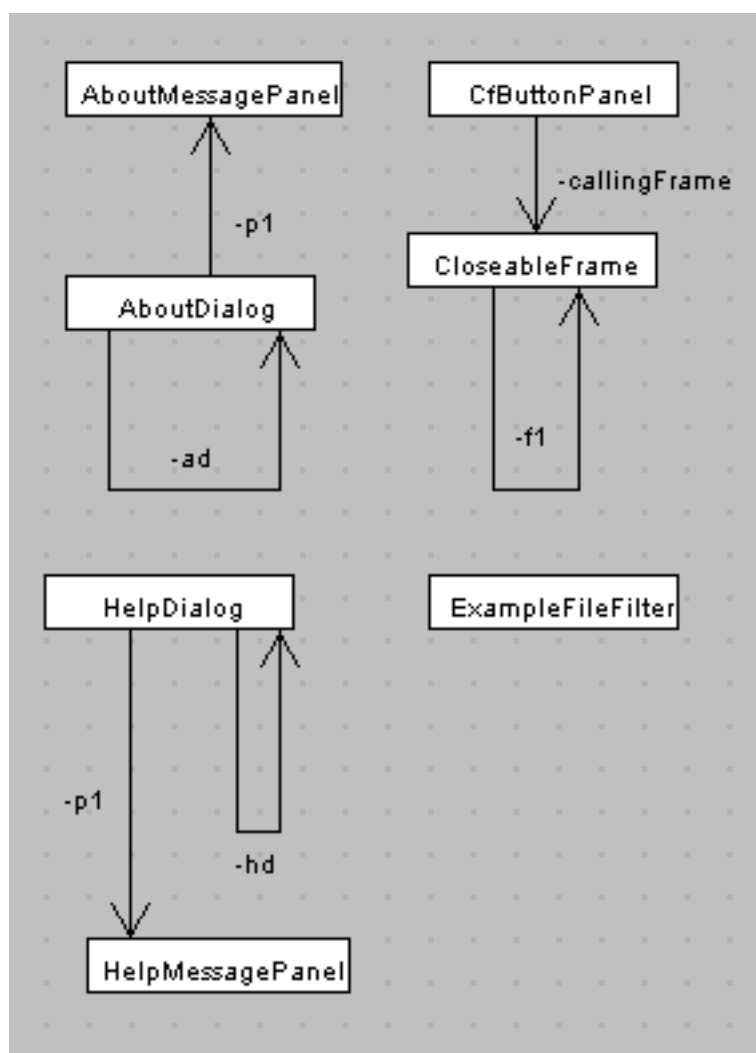 AboutMessagePanel
CfButtonPanel
-callingFrame
-p1
CloseableFrame
AboutDialog
-f1
-ad
HelpDialog
ExampleFileFilter
-p1
-hd
HelpMessagePanel